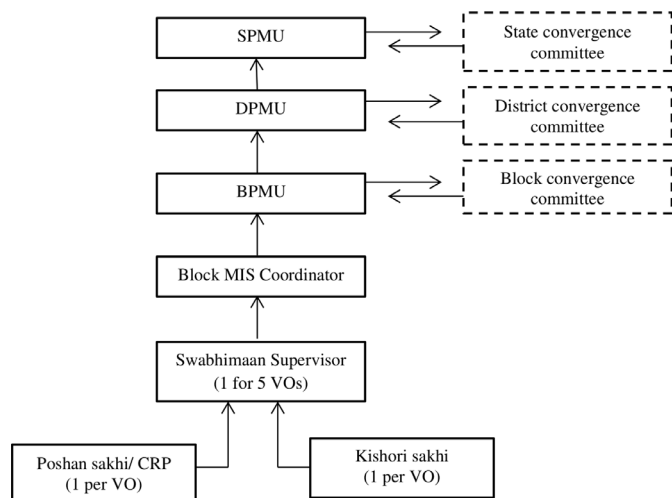 SPMU
State convergence
committee
DPMU
District convergence
committee
BPMU
Block convergence
committee
Block MIS Coordinator
Swabhimaan Supervisor
(1 for 5 VOs)
Poshan sakhi/ CRP
(1 per VO)
Kishori sakhi
(1 per VO)